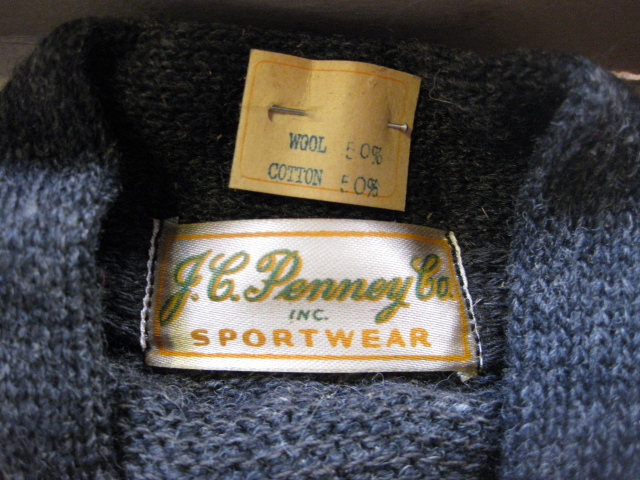 WOOL 50%
COTTON 50%
J.C. Penney Co.
INC.
SPORTWEAR